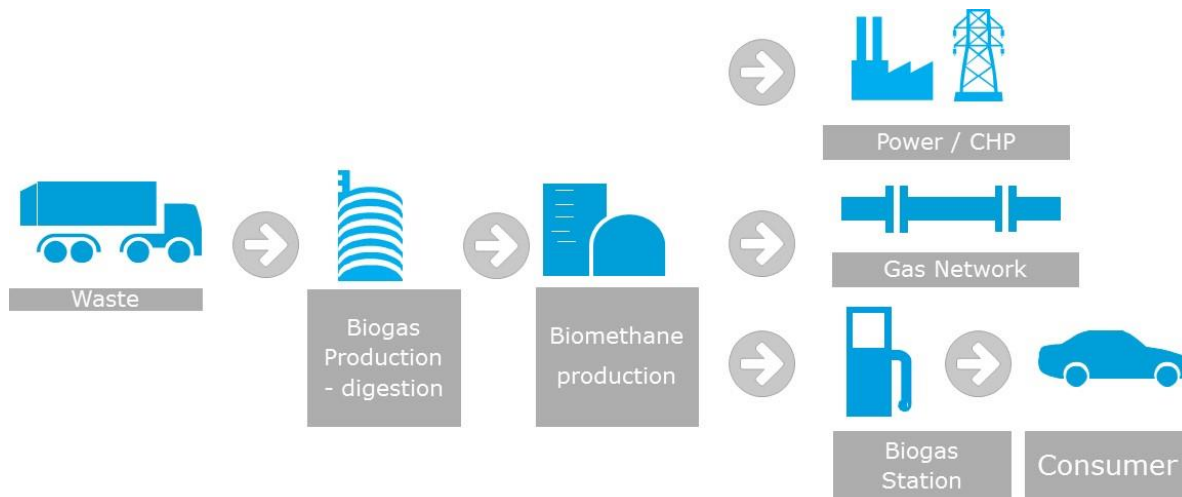 Power / CHP
Waste
Gas Network
Biogas
Production
- digestion
Biomethane
production
Biogas
Station
Consumer